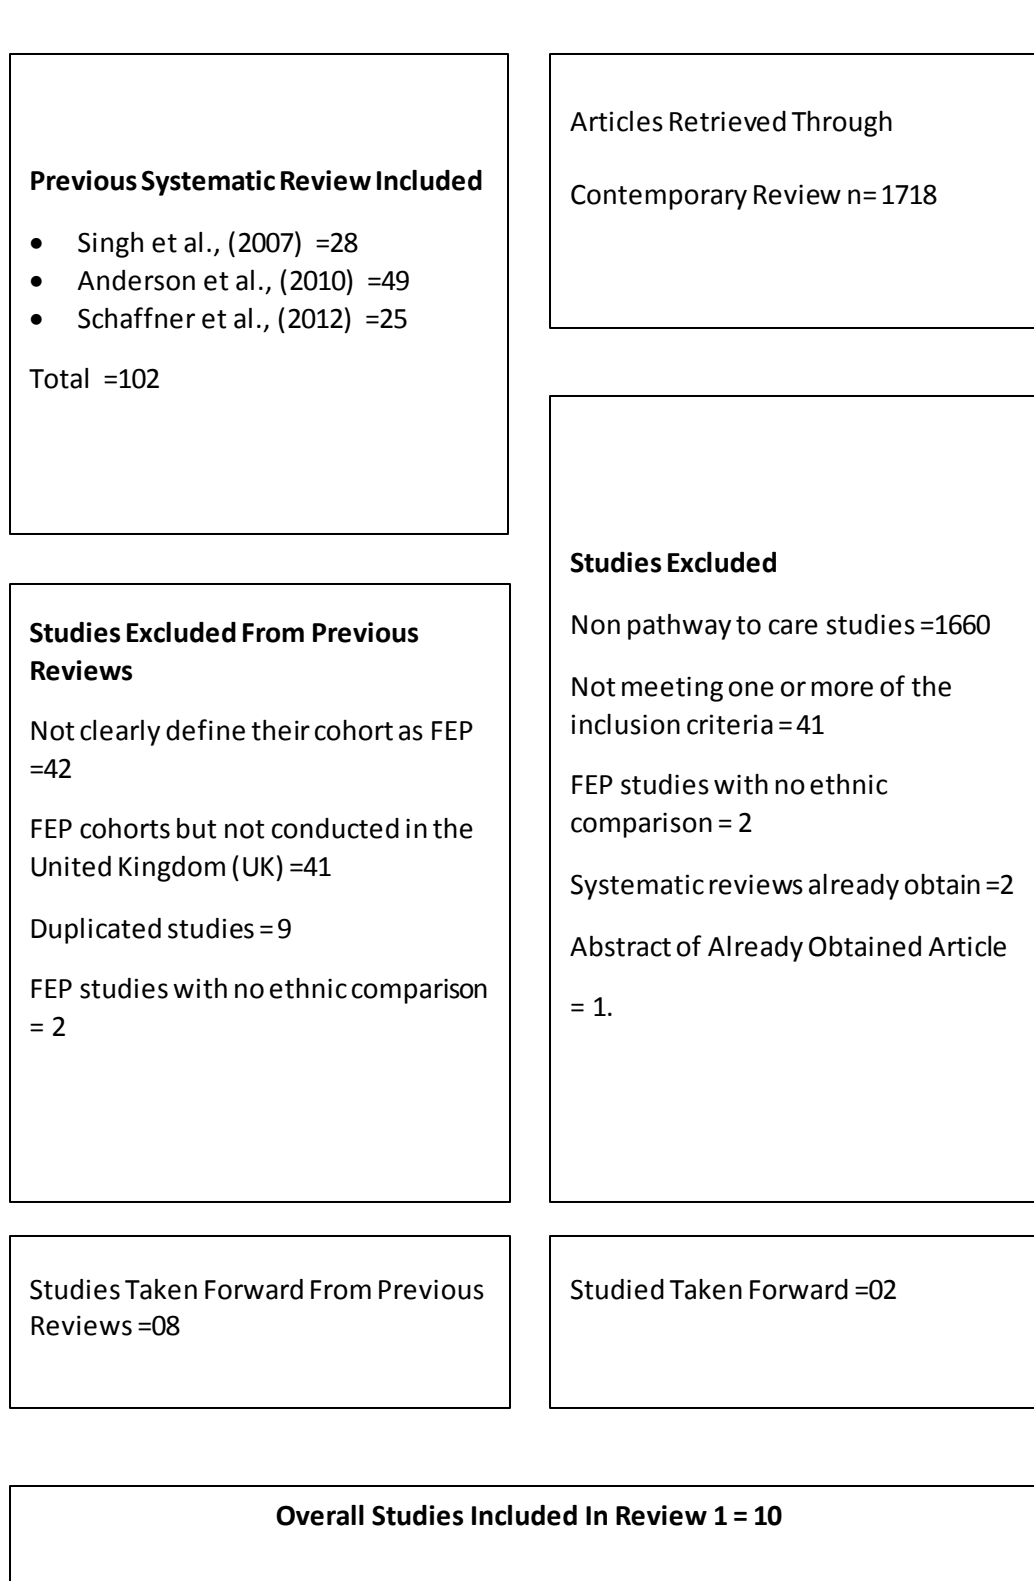 Previous Systematic Review Included
• Singh et al., (2007) =28
• Anderson et al., (2010) =49
• Schaffner et al., (2012) =25
Total =102
Articles Retrieved Through
Contemporary Review n= 1718
Studies Excluded From Previous
Reviews
Not clearly define their cohort as FEP
=42
FEP cohorts but not conducted in the
United Kingdom (UK) =41
Duplicated studies = 9
FEP studies with no ethnic comparison
= 2
Studies Excluded
Non pathway to care studies =1660
Not meeting one or more of the
inclusion criteria = 41
FEP studies with no ethnic
comparison = 2
Systematic reviews already obtain =2
Abstract of Already Obtained Article
= 1.
Studies Taken Forward From Previous
Reviews =08
Studied Taken Forward =02
Overall Studies Included In Review 1 = 10